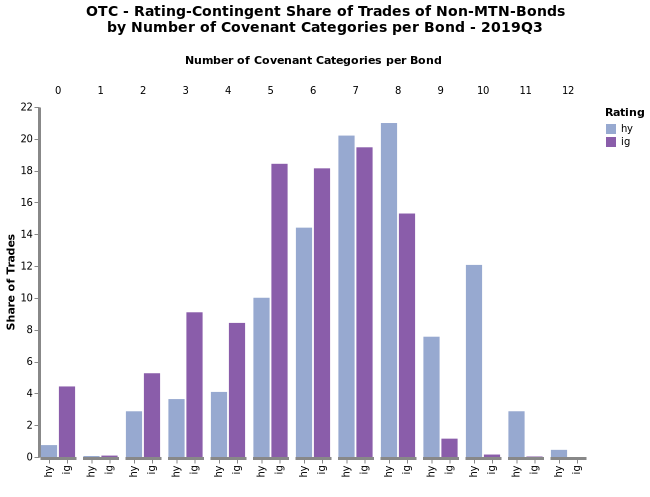 OTC - Rating-Contingent Share of Trades of Non-MTN-Bonds
by Number of Covenant Categories per Bond - 2019Q3
Number of Covenant Categories per Bond
0 1 2 3 4 5 6 7 8 9 10 11 12
Rating
hy
ig
Share of Trades
22
20
18
16
14
12
10
8
6
4
2
0
hy ig hy ig hy ig hy ig hy ig hy ig hy ig hy ig hy ig hy ig hy ig hy ig hy ig